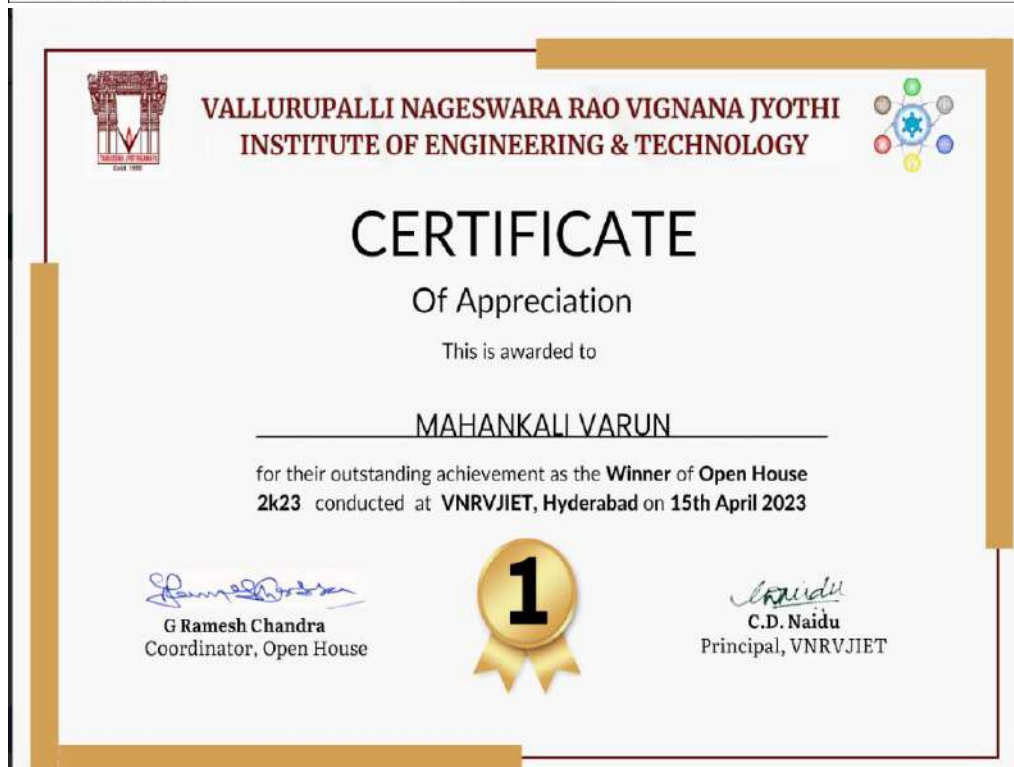 VALLURUPALLI NAGESWARA RAO VIGNANA JYOTHI
INSTITUTE OF ENGINEERING & TECHNOLOGY
CERTIFICATE
Of Appreciation
This is awarded to
MAHANKALI VARUN
for their outstanding achievement as the Winner of Open House
2k23 conducted at VNRVJIET, Hyderabad on 15th April 2023
1
G Ramesh Chandra
Coordinator, Open House
C.D. Naidu
Principal, VNRVJIET